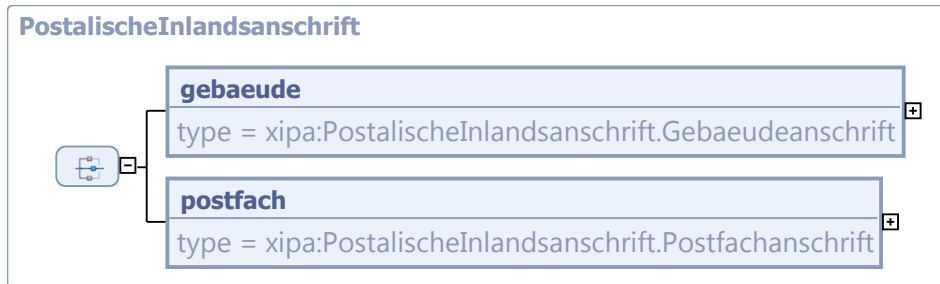 PostalischeInlandsanschrift
gebaeude
type = xipa:PostalischeInlandsanschrift.Gebaeudeanschrift
postfach
type = xipa:PostalischeInlandsanschrift.Postfachanschrift